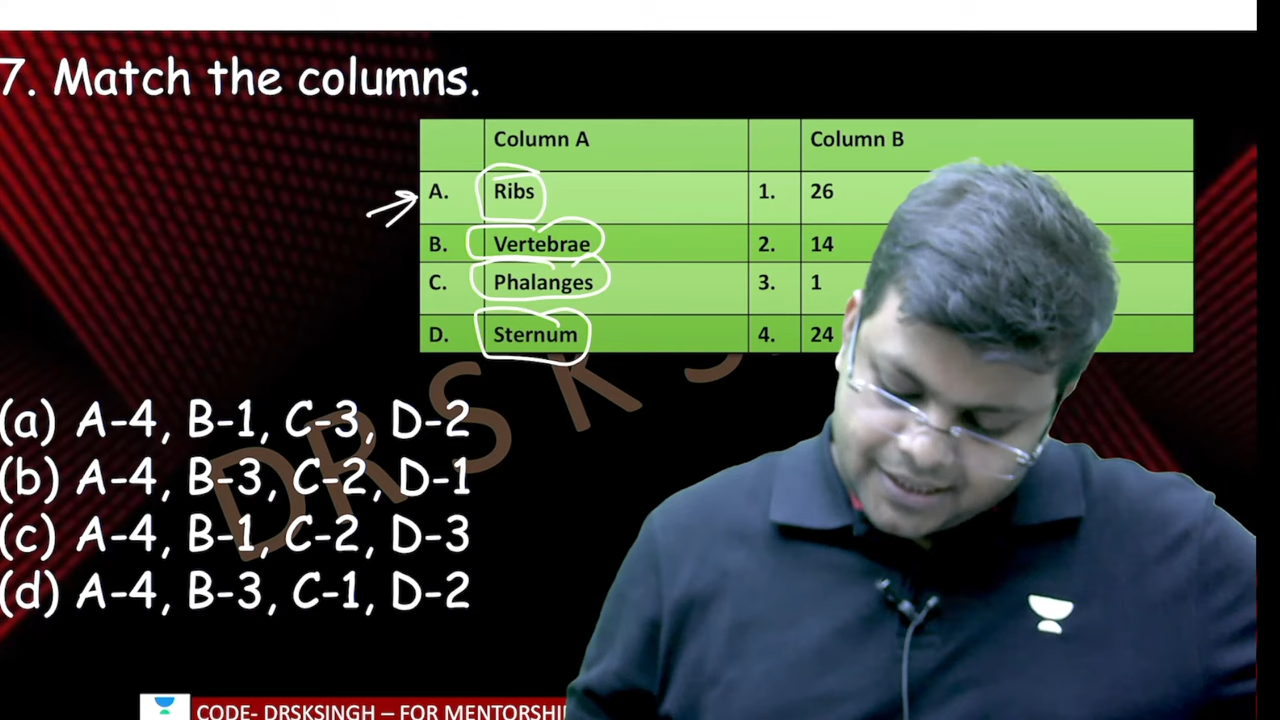 7. Match the columns.
Column A Column B
A. Ribs 1. 26
B. Vertebrae 2. 14
C. Phalanges 3. 1
D. Sternum 4. 24
(a) A-4, B-1, C-3, D-2
(b) A-4, B-3, C-2, D-1
(c) A-4, B-1, C-2, D-3
(d) A-4, B-3, C-1, D-2
DRSKS
CODE- DRSKSINGH – FOR MENTORSHI